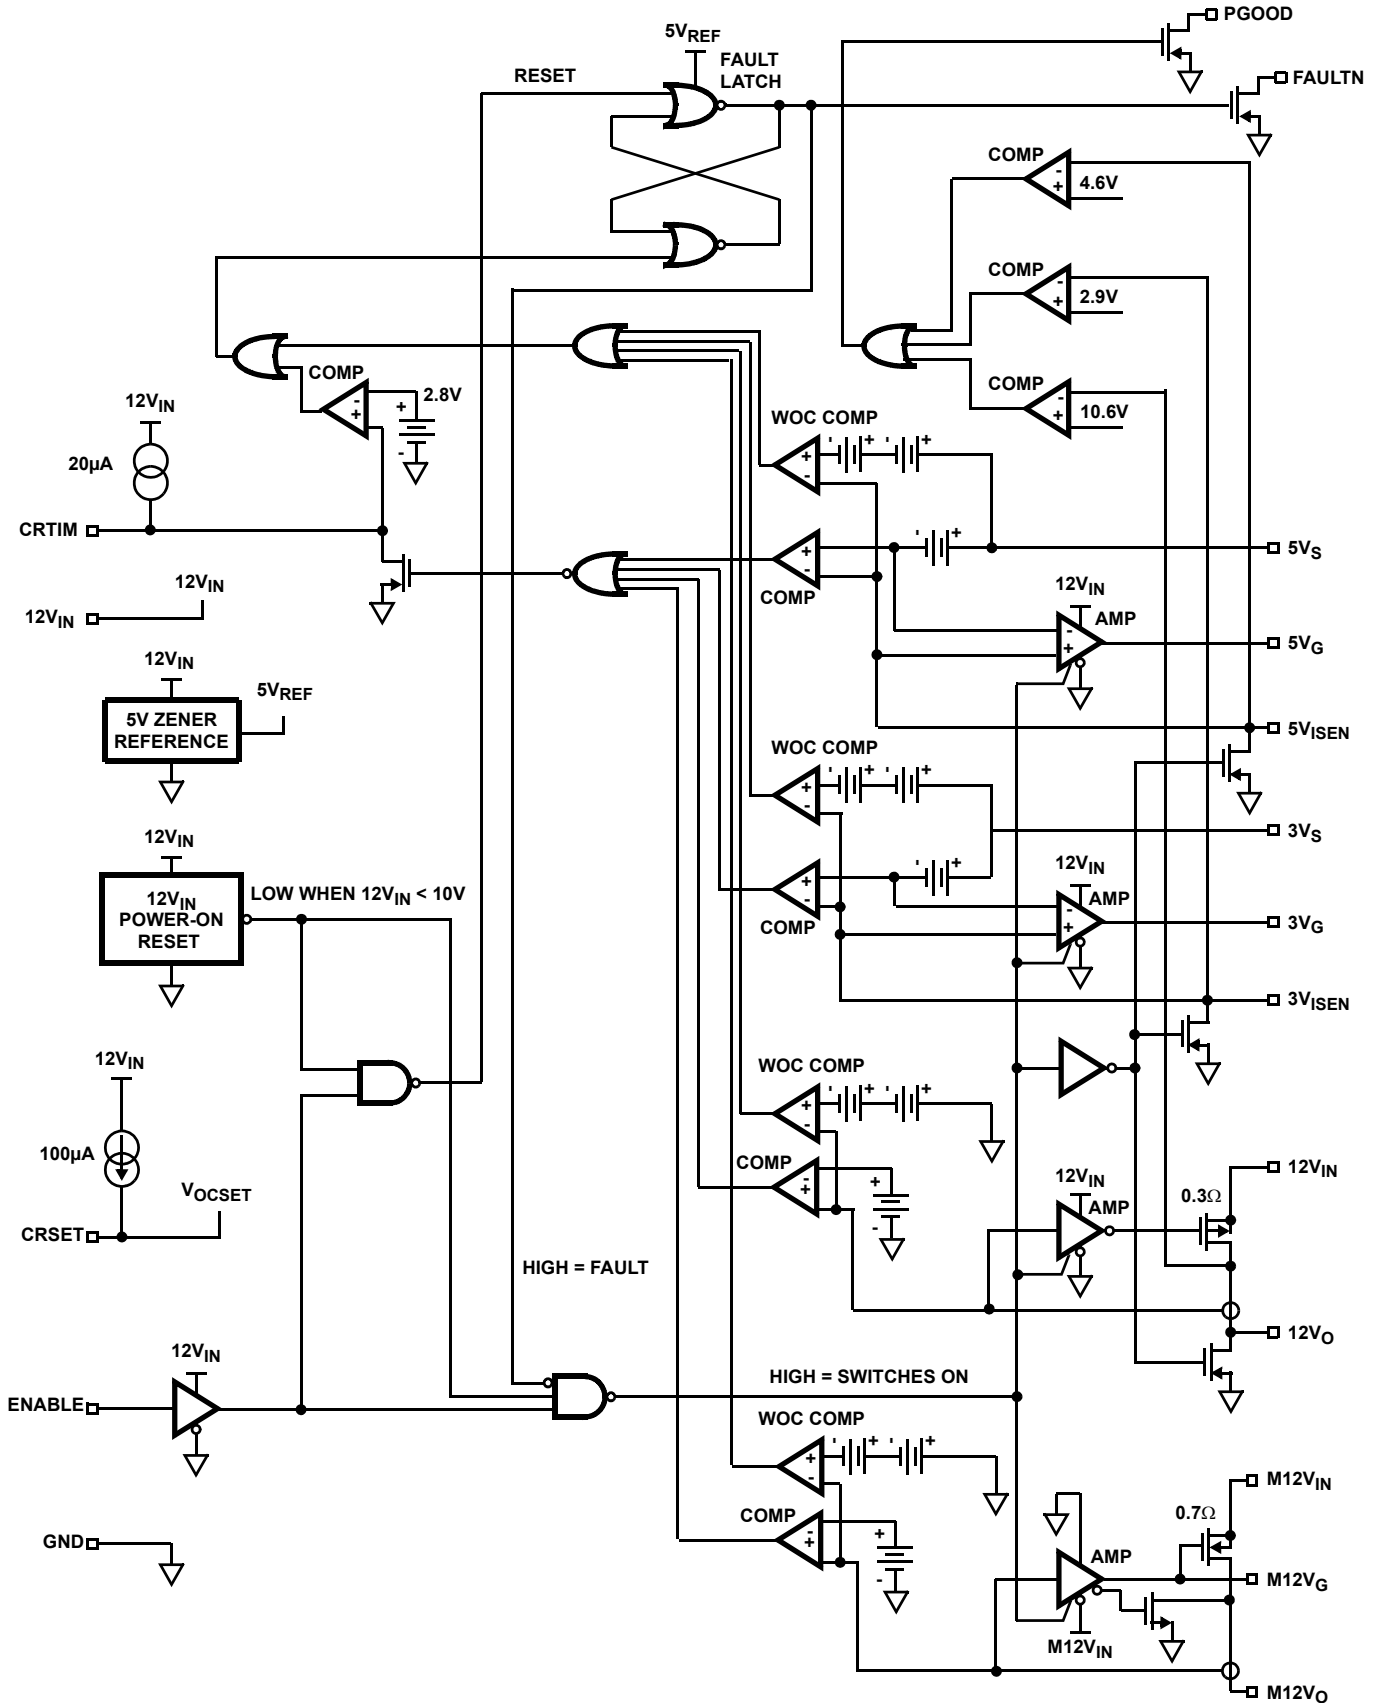 PGOOD
5VREF
FAULT
LATCH
RESET
FAULTN
COMP
-
+
4.6V
COMP
-
+
2.9V
COMP
-
+
10.6V
COMP
-
+
2.8V
+
-
12VIN
20µA
CRTIM
12VIN
12VIN
WOC COMP
+
-
- +
- +
+
-
COMP
- +
5VS
12VIN
AMP
-
+
5VG
5VISEN
12VIN
5V ZENER
REFERENCE
5VREF
WOC COMP
+
-
- +
- +
3VS
+
-
COMP
- +
12VIN
AMP
-
+
3VG
3VISEN
12VIN
12VIN
POWER-ON
RESET
LOW WHEN 12VIN < 10V
12VIN
100µA
VOCSET
CRSET
WOC COMP
+
-
- +
- +
COMP
-
+
+
-
12VIN
AMP
0.3Ω
12VIN
12VO
HIGH = FAULT
12VIN
ENABLE
HIGH = SWITCHES ON
WOC COMP
+
-
- +
- +
COMP
-
+
+
-
AMP
M12VIN
0.7Ω
M12VIN
M12VG
M12VO
GND